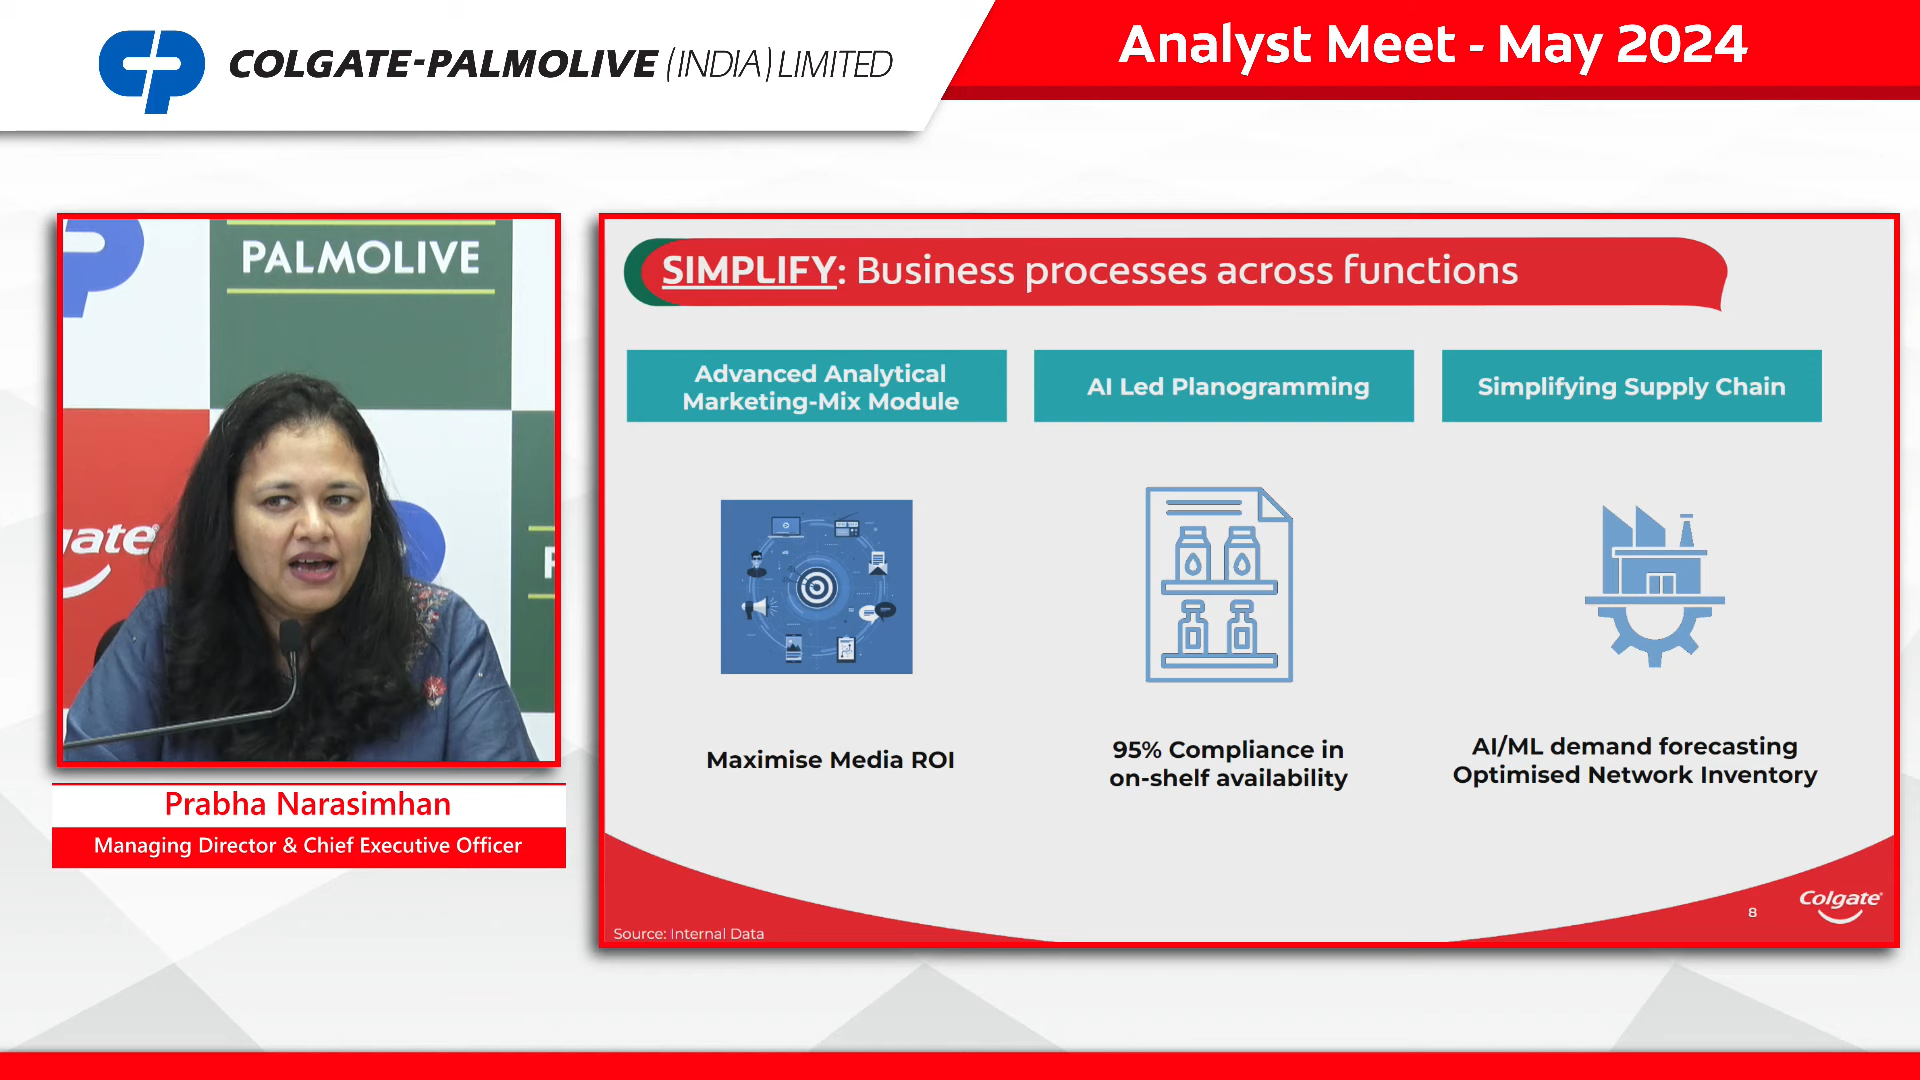 COLGATE-PALMOLIVE (INDIA) LIMITED
Analyst Meet - May 2024
PALMOLIVE
gate
P
Prabha Narasimhan
Managing Director & Chief Executive Officer
SIMPLIFY: Business processes across functions
Advanced Analytical
Marketing-Mix Module
AI Led Planogramming
Simplifying Supply Chain
Maximise Media ROI
95% Compliance in
on-shelf availability
AI/ML demand forecasting
Optimised Network Inventory
Source: Internal Data
8
Colgate